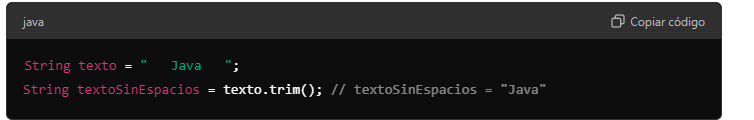 java
Copiar código
String texto = "   Java   ";
String textoSinEspacios = texto.trim(); // textoSinEspacios = "Java"